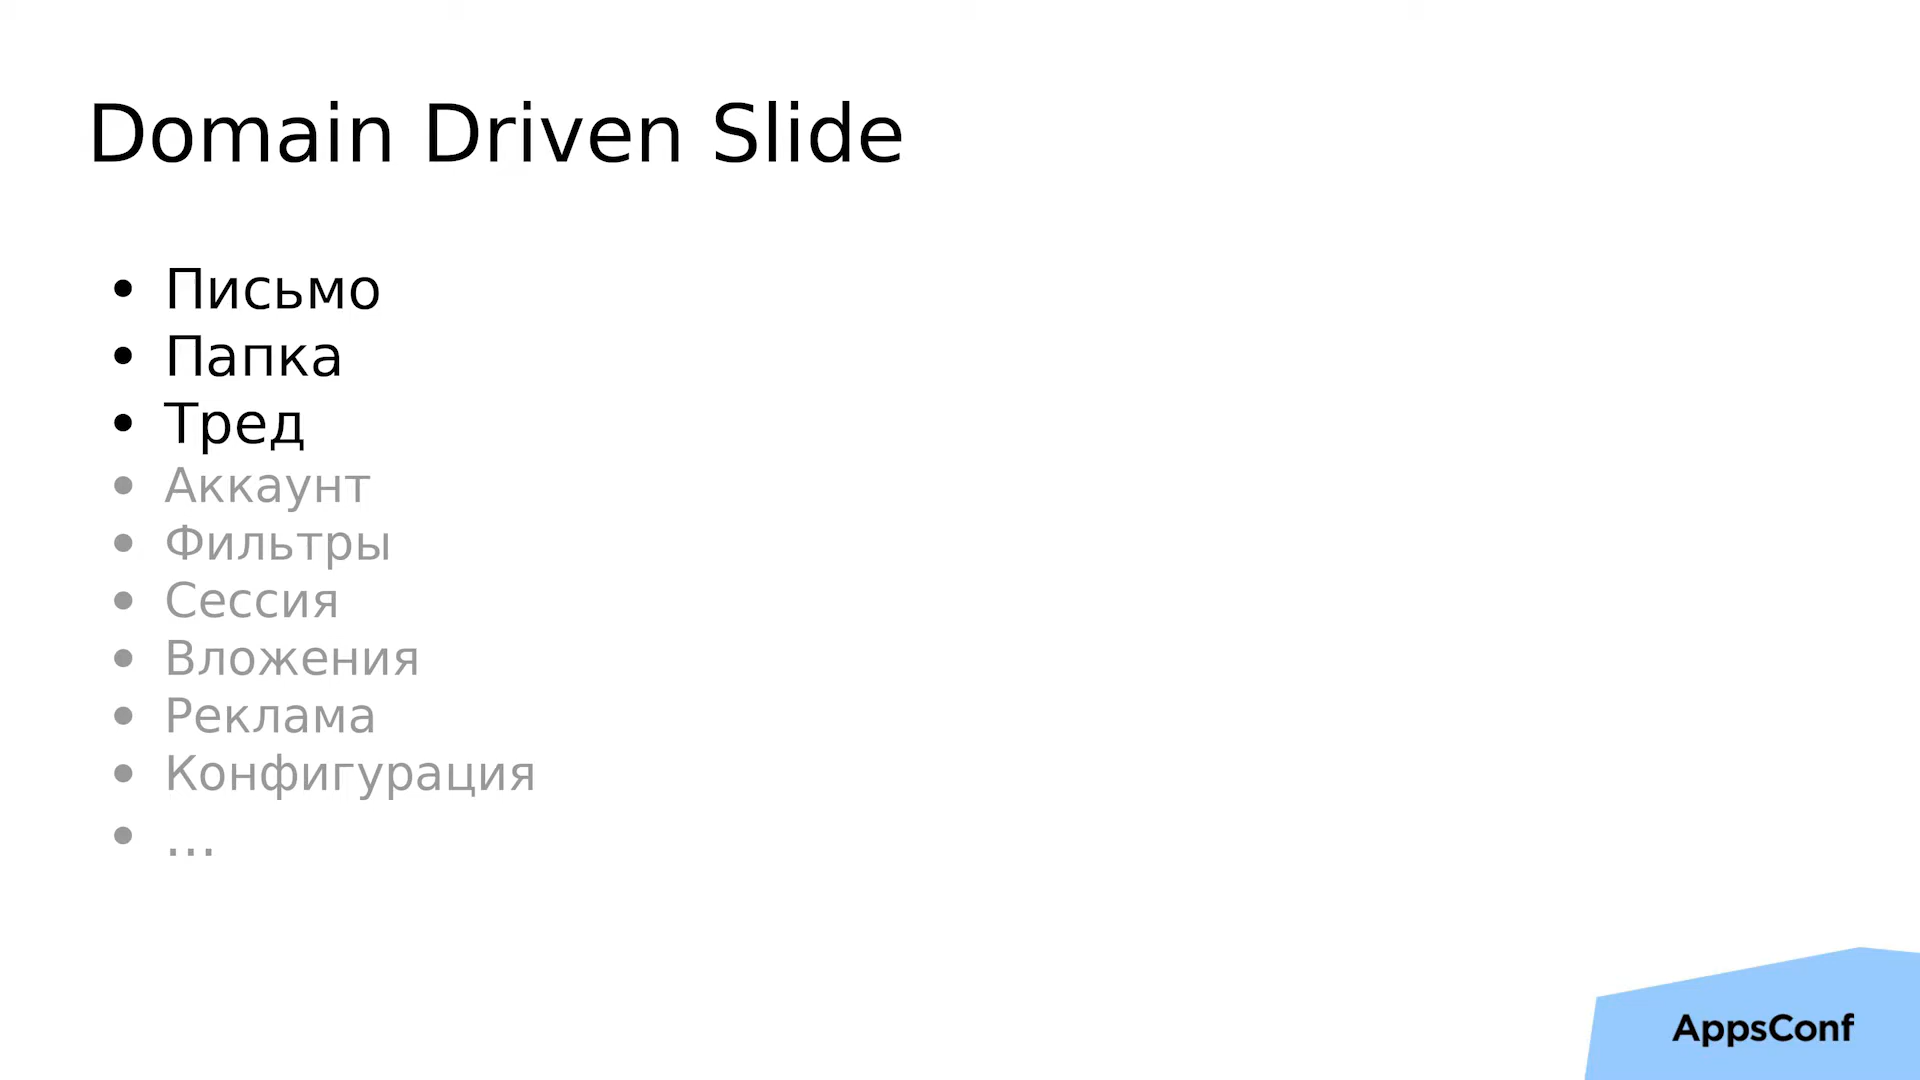 Domain Driven Slide
• Письмо
• Папка
• Тред
• Аккаунт
• Фильтры
• Сессия
• Вложения
• Реклама
• Конфигурация
• ...
AppsConf